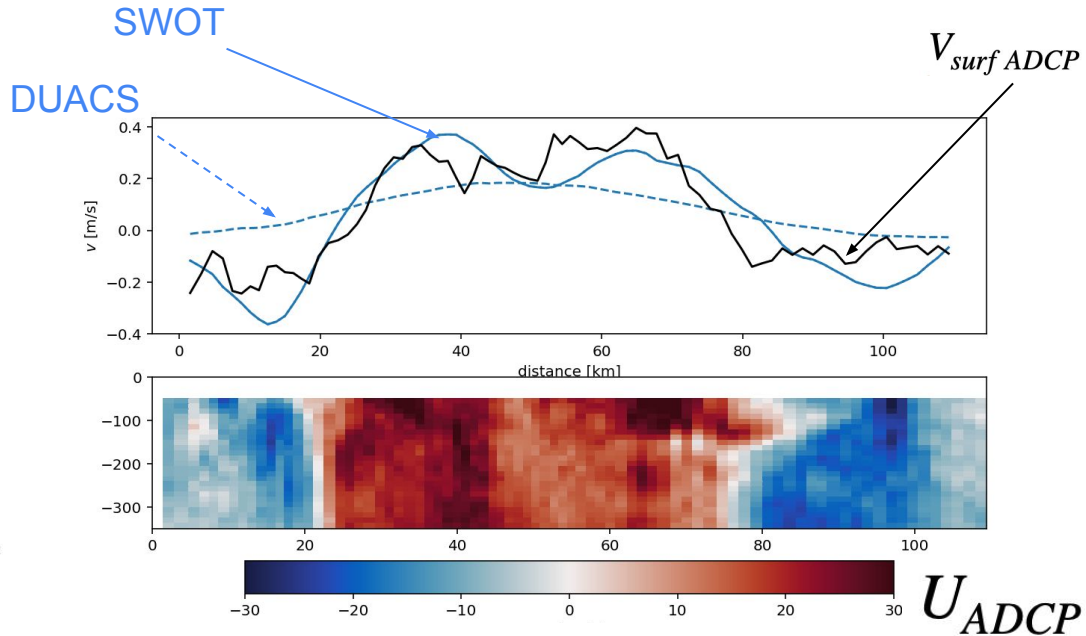 SWOT
DUACS
V surf ADCP
0.4
0.2
0.0
−0.2
−0.4
v [m/s]
0 20 40 60 80 100
distance [km]
0
−100
−200
−300
0 20 40 60 80 100
−30 −20 −10 0 10 20 30
U ADCP